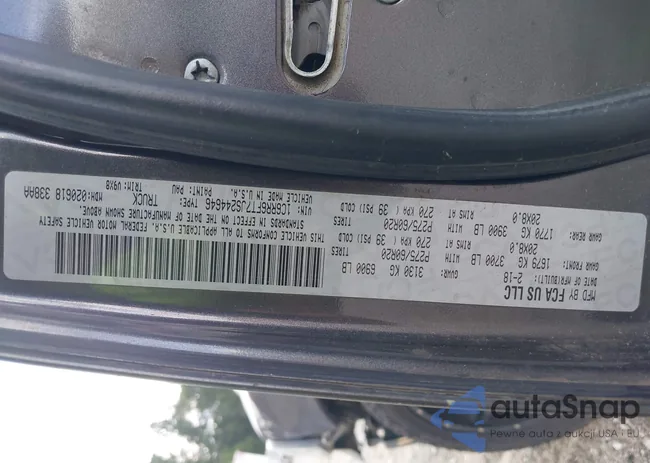 MFD BY FCA US LLC
DATE OF MFR(BUILT): 2-18 GVWR: 3130 KG 6900 LB
GAWR FRONT: 1679 KG 3700 LB P275/60R20 TIRES
20X8.0 RIMS AT 270 KPA ( 39 PSI) COLD
GAWR REAR: 1770 KG 3900 LB P275/60R20 TIRES
20X8.0 RIMS AT 270 KPA ( 39 PSI) COLD
THIS VEHICLE CONFORMS TO ALL APPLICABLE U.S.A. FEDERAL MOTOR VEHICLE SAFETY
STANDARDS IN EFFECT ON THE DATE OF MANUFACTURE SHOWN ABOVE.
VIN: 1C6RR6FT7JS244646 TYPE: TRUCK MDH:020618 338AA
VEHICLE MADE IN U.S.A. PAINT: PAU TRIM: V9X8
autaSnap
Pewne auta z aukcji USA i EU